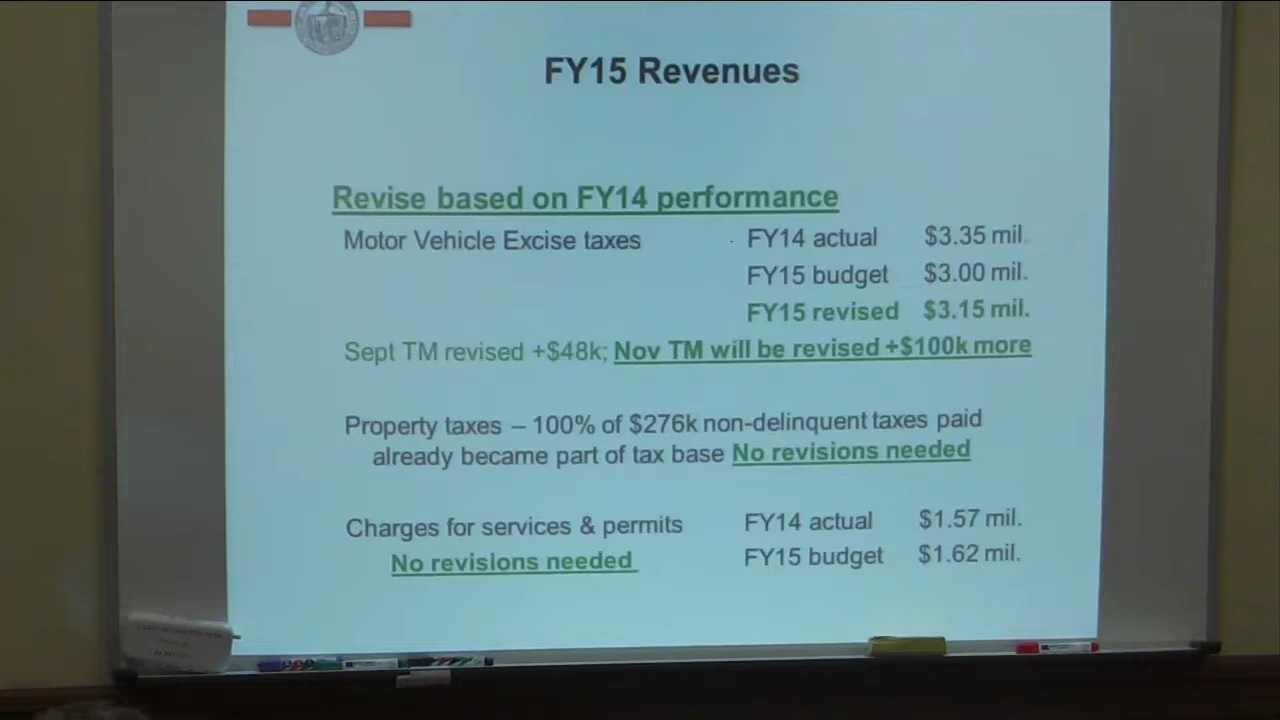 FY15 Revenues
Revise based on FY14 performance
Motor Vehicle Excise taxes FY14 actual $3.35 mil.
FY15 budget $3.00 mil.
FY15 revised $3.15 mil.
Sept TM revised +$48k; Nov TM will be revised +$100k more
Property taxes – 100% of $276k non-delinquent taxes paid
already became part of tax base No revisions needed
Charges for services & permits FY14 actual $1.57 mil.
No revisions needed FY15 budget $1.62 mil.